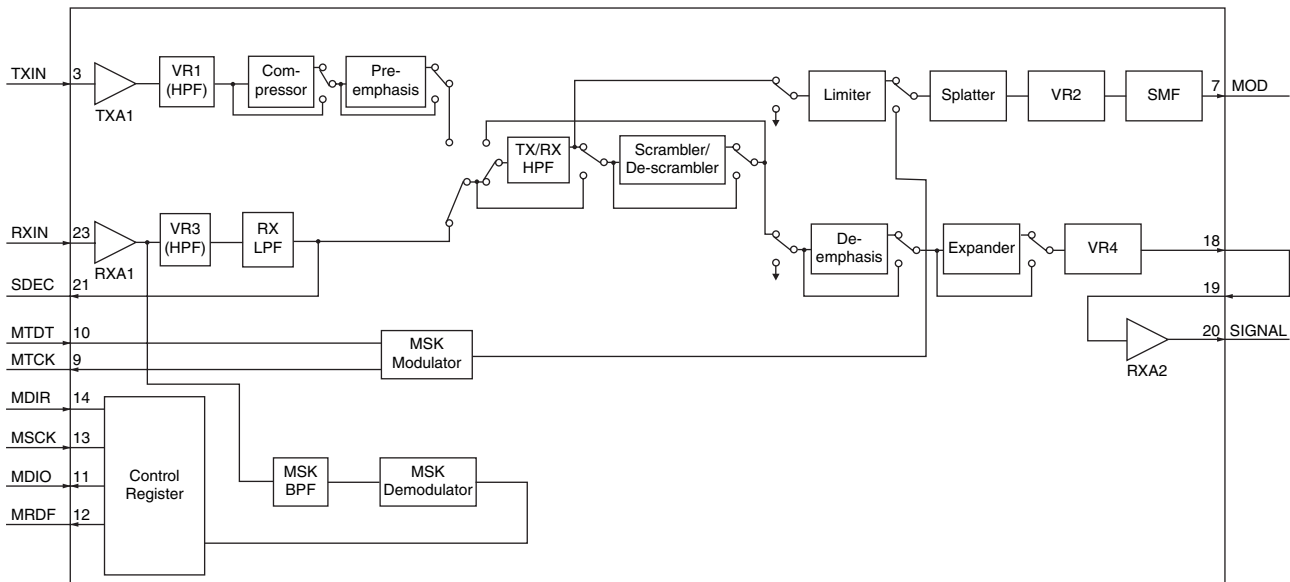 TXIN
3
TXA1
VR1
(HPF)
Com-
pressor
Pre-
emphasis
TX/RX
HPF
Scrambler/
De-scrambler
Limiter
Splatter
VR2
SMF
7
MOD
RXIN
23
RXA1
VR3
(HPF)
RX
LPF
De-
emphasis
Expander
VR4
18
19
20
SIGNAL
RXA2
SDEC
21
MTDT
10
MTCK
9
MSK
Modulator
MDIR
14
MSCK
13
MDIO
11
MRDF
12
Control
Register
MSK
BPF
MSK
Demodulator